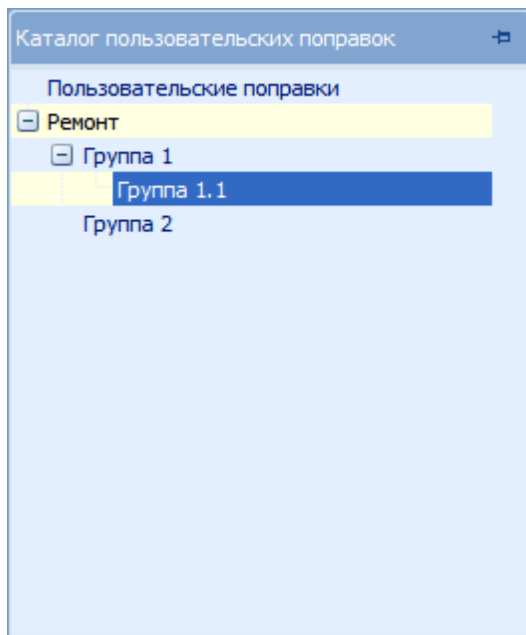 Каталог пользовательских поправок
Пользовательские поправки
Ремонт
Группа 1
Группа 1.1
Группа 2